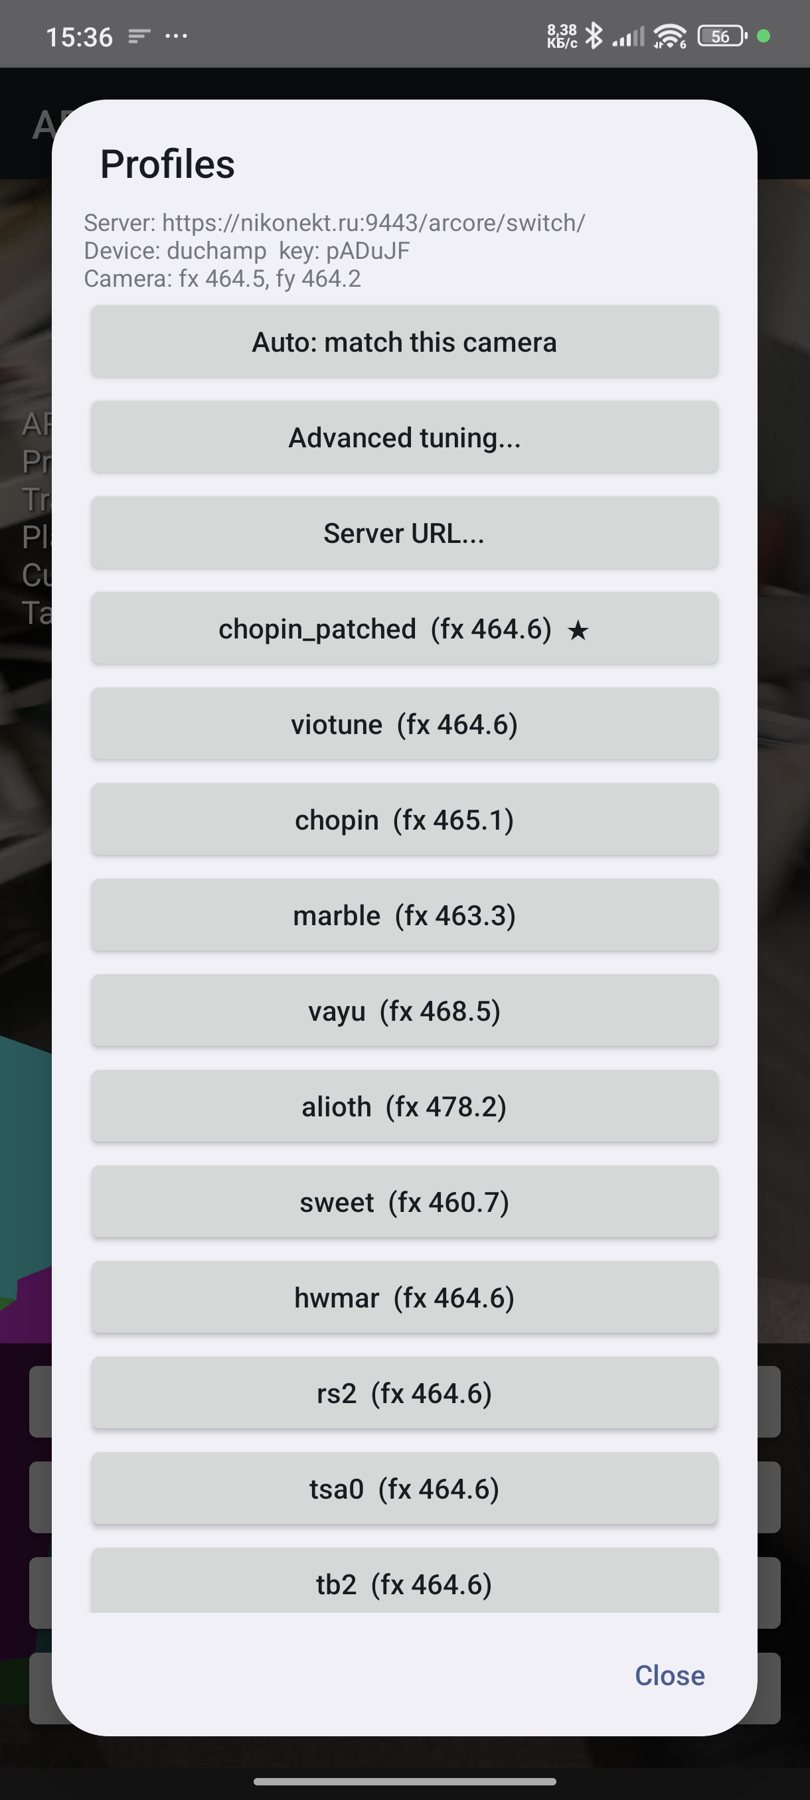 15:36
8,38
КБ/с
6
56
Profiles
Server: https://nikonekt.ru:9443/arcore/switch/
Device: duchamp key: pADuJF
Camera: fx 464.5, fy 464.2
Auto: match this camera
Advanced tuning...
Server URL...
chopin_patched (fx 464.6) ★
viotune (fx 464.6)
chopin (fx 465.1)
marble (fx 463.3)
vayu (fx 468.5)
alioth (fx 478.2)
sweet (fx 460.7)
hwmar (fx 464.6)
rs2 (fx 464.6)
tsa0 (fx 464.6)
tb2 (fx 464.6)
Close